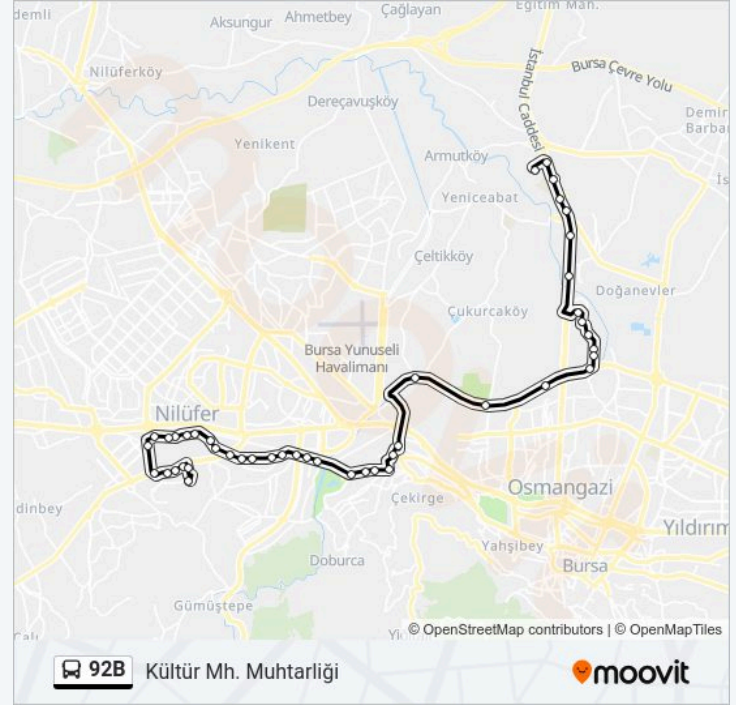 demli
Aksungur
Ahmetbey
Çağlayan
Eğitim Mah.
Nilüferköy
İstanbul Caddesi
Bursa Çevre Yolu
Dereçavuşköy
Demir
Barba
Yenikent
Armutköy
Yeniceabat
Çeltikköy
Doğanevler
Çukurcaköy
Bursa Yunuseli
Havalimanı
Nilüfer
Çekirge
Osmangazi
dinbey
Yıldırım
Yahşibey
Bursa
Doburca
Gümüştepe
© OpenStreetMap contributors | © OpenMapTiles
92B
Kültür Mh. Muhtarliği
moovit